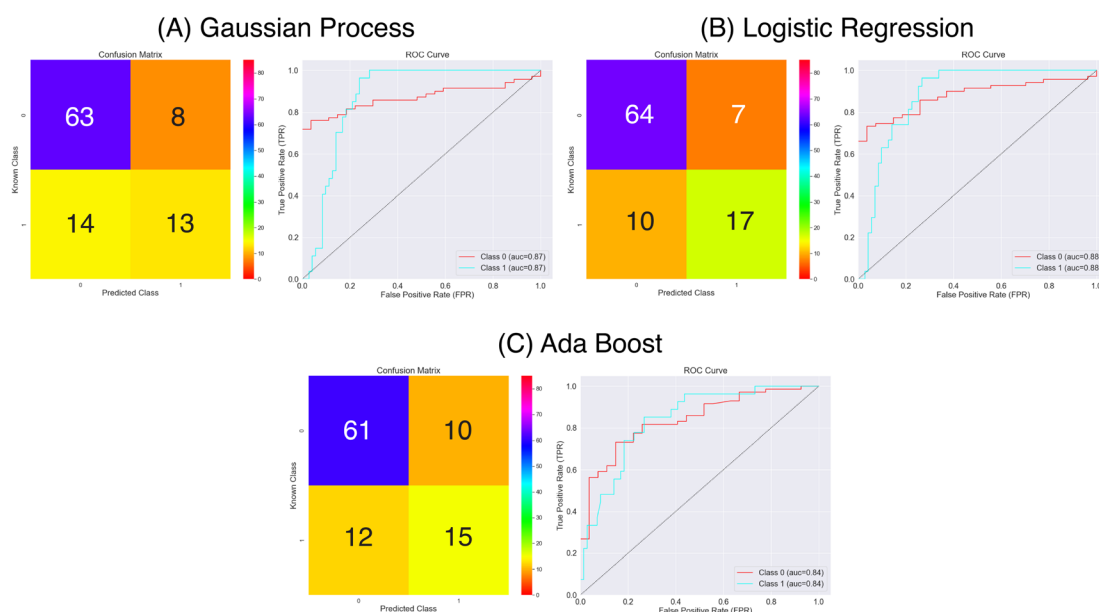 (A) Gaussian Process
Confusion Matrix
63 8
14 13
0
1
Known Class
0 1
Predicted Class
80
70
60
50
40
30
20
10
0
ROC Curve
1.0
0.8
0.6
0.4
0.2
0.0
True Positive Rate (TPR)
Class 0 (auc=0.87)
Class 1 (auc=0.87)
0.0 0.2 0.4 0.6 0.8 1.0
False Positive Rate (FPR)
(B) Logistic Regression
Confusion Matrix
64 7
10 17
0
1
Known Class
0 1
Predicted Class
80
70
60
50
40
30
20
10
0
ROC Curve
1.0
0.8
0.6
0.4
0.2
0.0
True Positive Rate (TPR)
Class 0 (auc=0.88
Class 1 (auc=0.88
0.0 0.2 0.4 0.6 0.8 1.0
False Positive Rate (FPR)
(C) Ada Boost
Confusion Matrix
61 10
12 15
0
1
Known Class
0 1
Predicted Class
80
70
60
50
40
30
20
10
0
ROC Curve
1.0
0.8
0.6
0.4
0.2
0.0
True Positive Rate (TPR)
Class 0 (auc=0.84)
Class 1 (auc=0.84)
0.0 0.2 0.4 0.6 0.8 1.0
False Positive Rate (FPR)